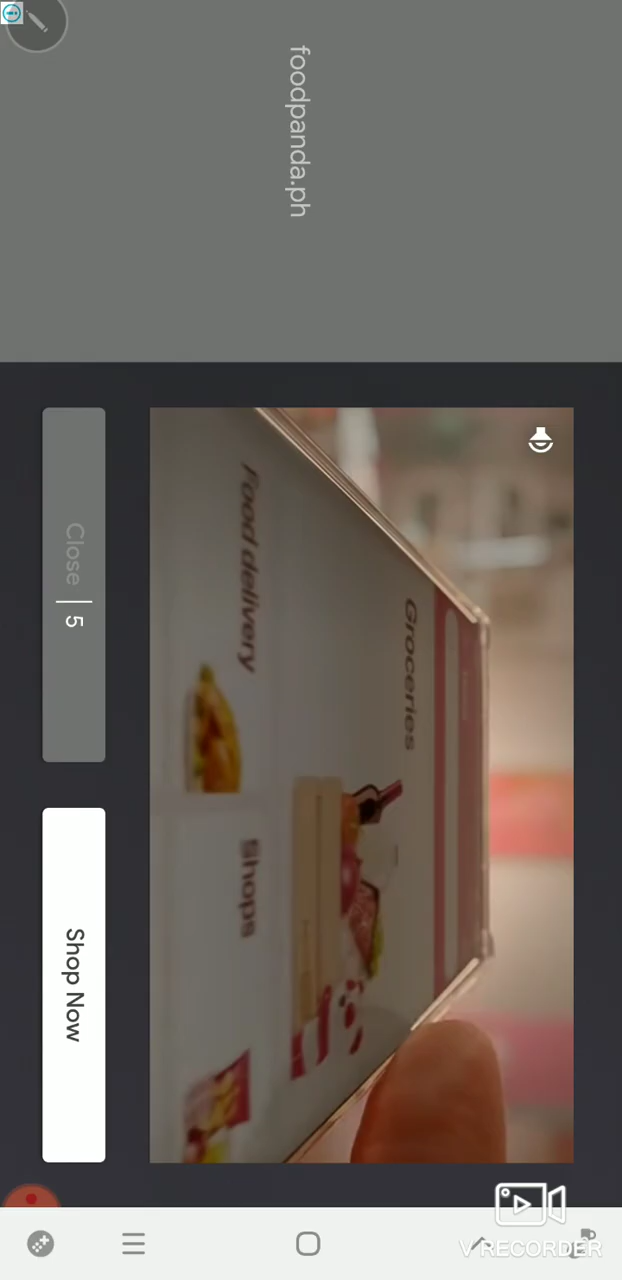 foodpanda.ph
Groceries
Food delivery
Shops
Close | 5
Shop Now
V RECORDER